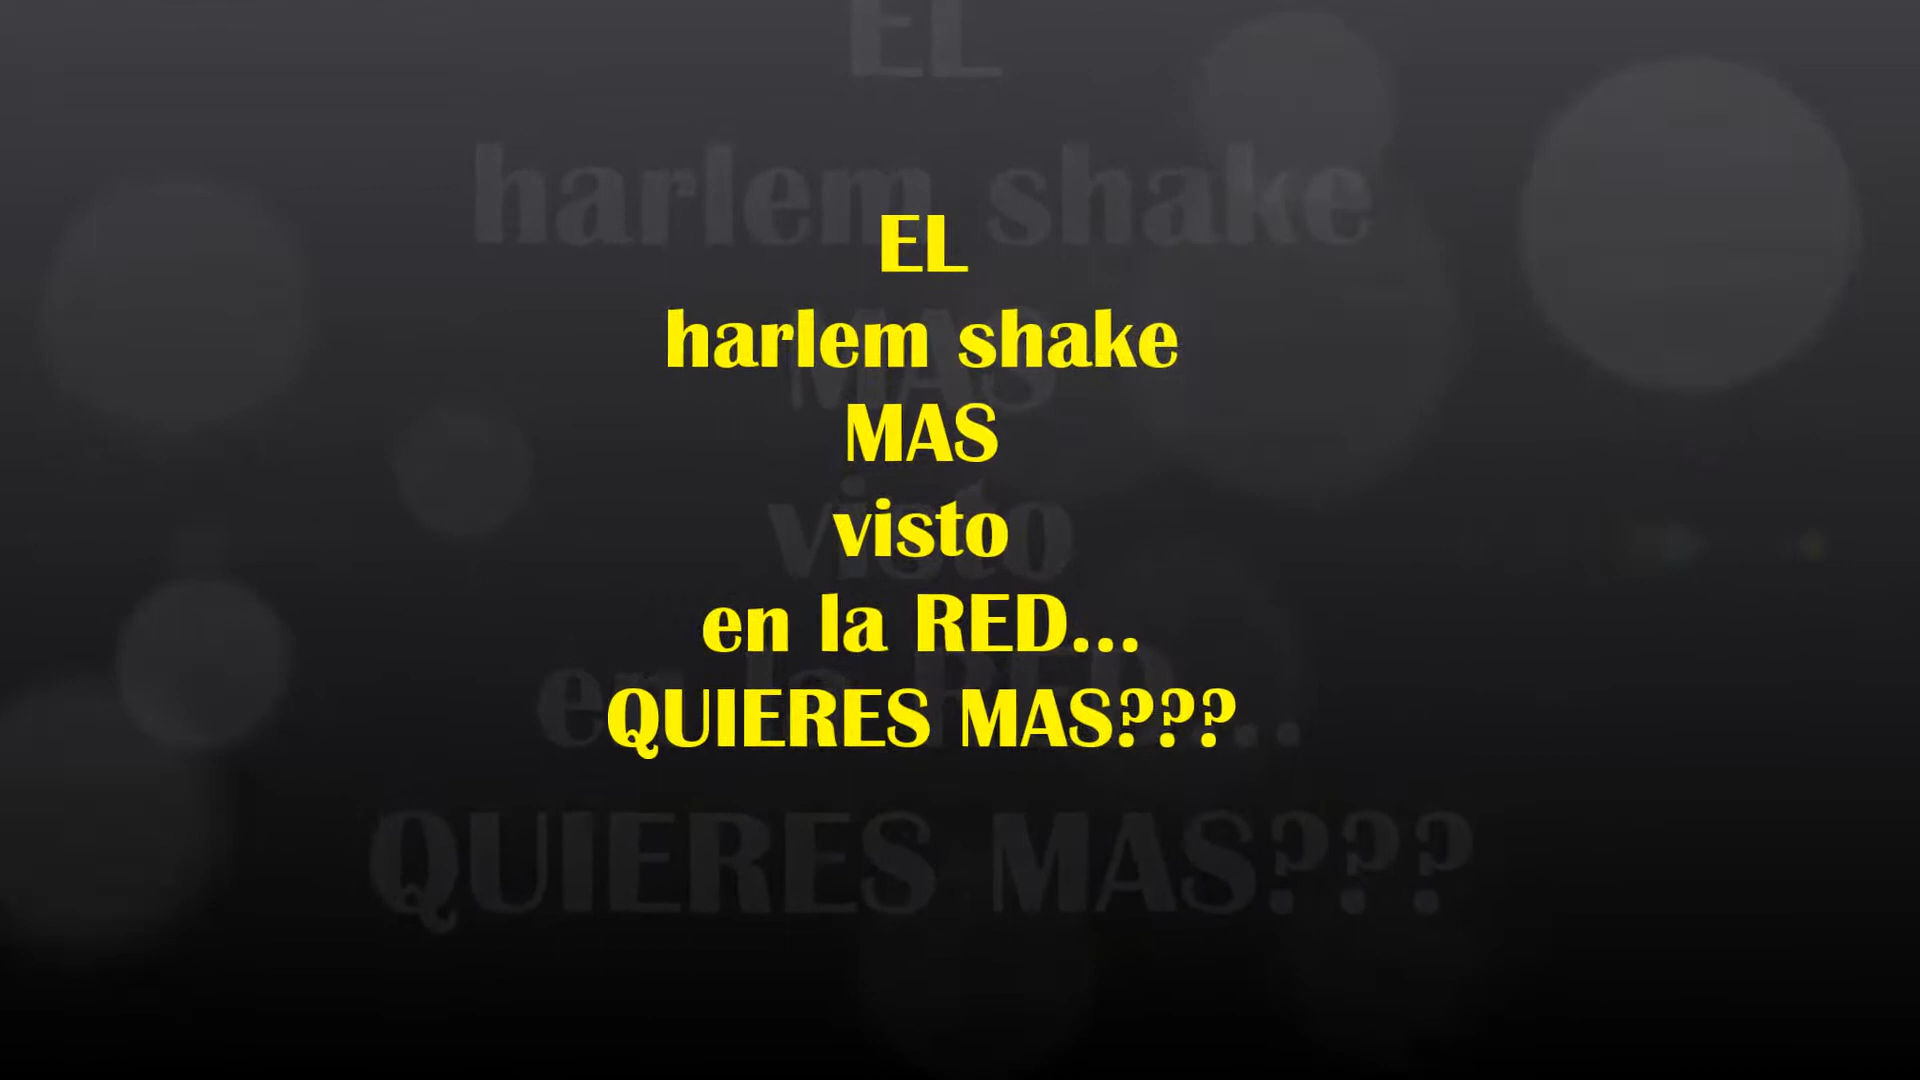 EL
harlem shake
MAS
visto
en la RED...
QUIERES MAS???